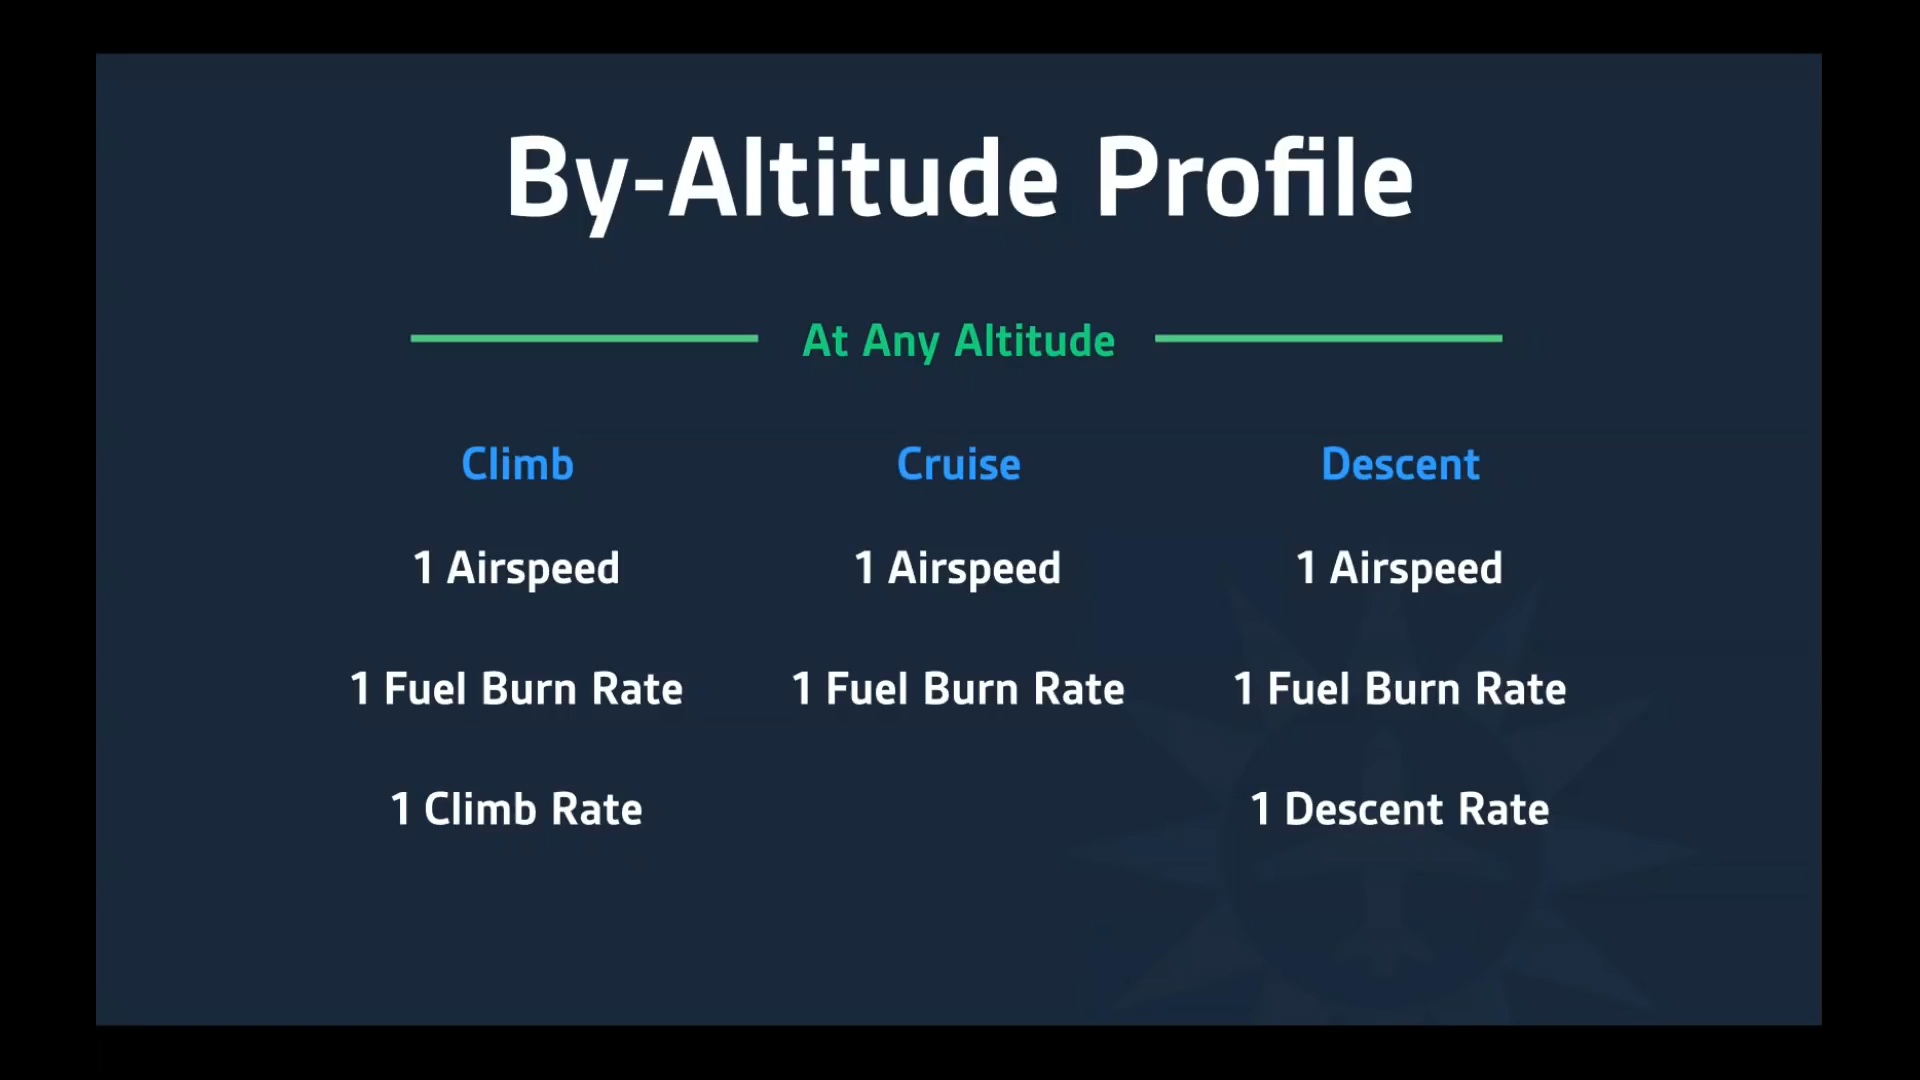 By-Altitude Profile
At Any Altitude
Climb Cruise Descent
1 Airspeed 1 Airspeed 1 Airspeed
1 Fuel Burn Rate 1 Fuel Burn Rate 1 Fuel Burn Rate
1 Climb Rate 1 Descent Rate